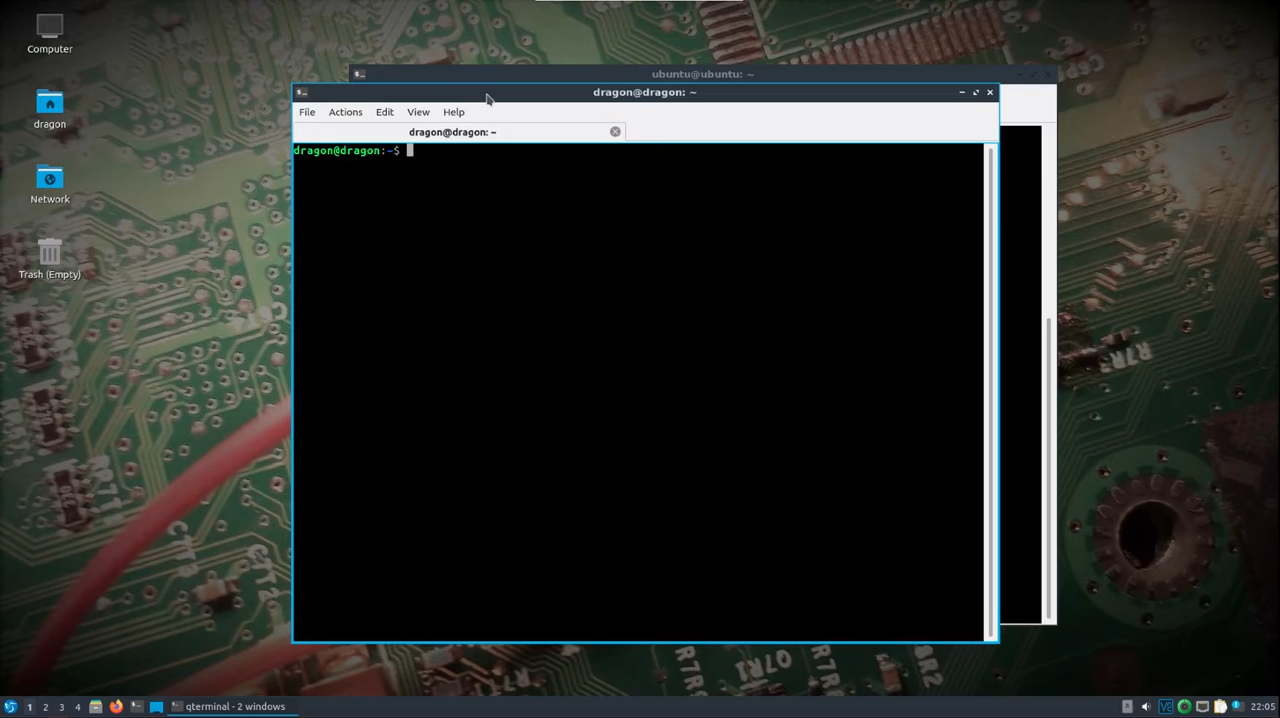 Computer
dragon
Network
Trash (Empty)
ubuntu@ubuntu: ~
dragon@dragon: ~
File Actions Edit View Help
dragon@dragon: ~
dragon@dragon:~$
R7R
1 2 3 4
qterminal - 2 windows
22:05